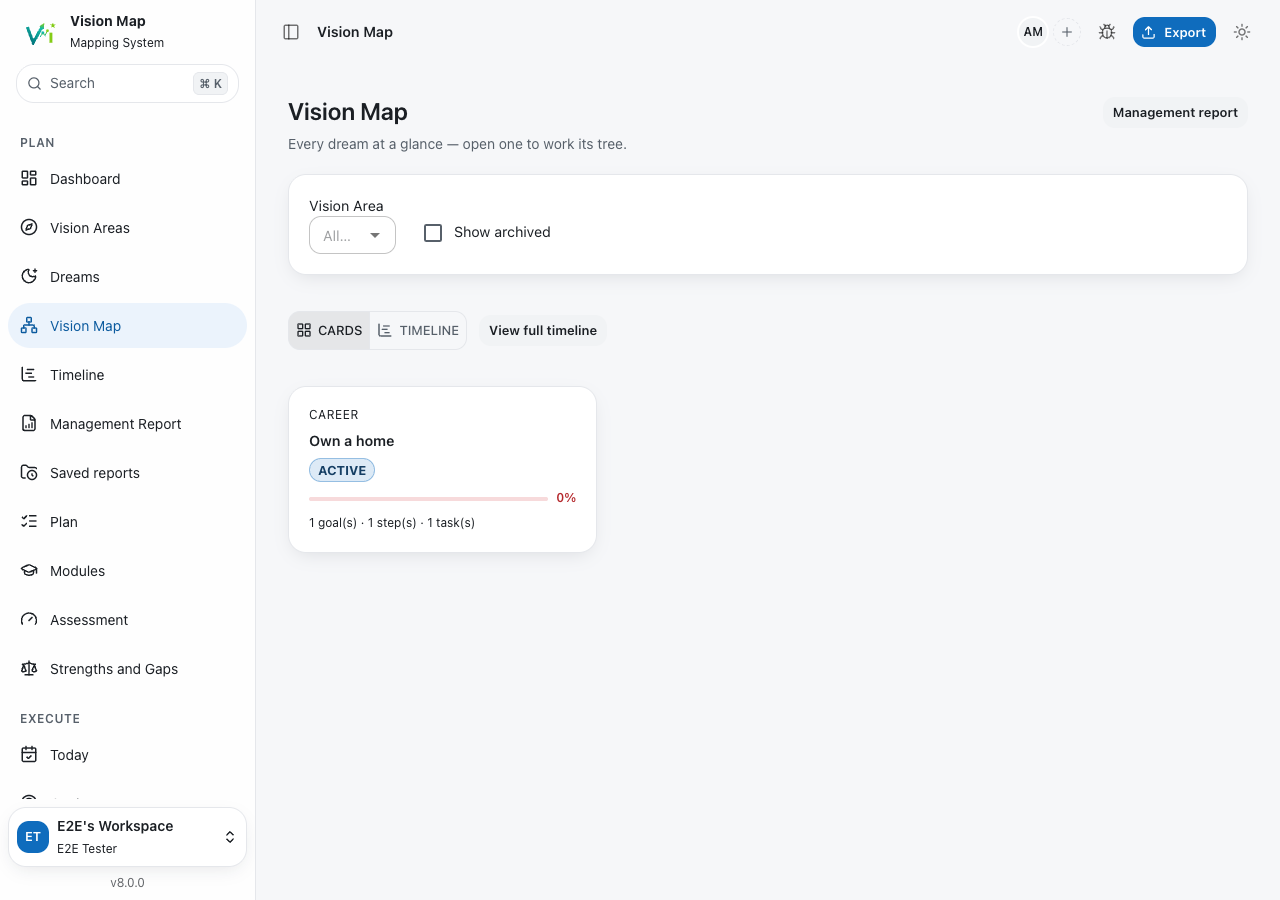 Vision Map
Mapping System
Search
⌘ K
PLAN
Dashboard
Vision Areas
Dreams
Vision Map
Timeline
Management Report
Saved reports
Plan
Modules
Assessment
Strengths and Gaps
EXECUTE
Today
ET
E2E's Workspace
E2E Tester
v8.0.0
Vision Map
AM
Export
Vision Map
Management report
Every dream at a glance — open one to work its tree.
Vision Area
All...
Show archived
CARDS
TIMELINE
View full timeline
CAREER
Own a home
ACTIVE
0%
1 goal(s) · 1 step(s) · 1 task(s)